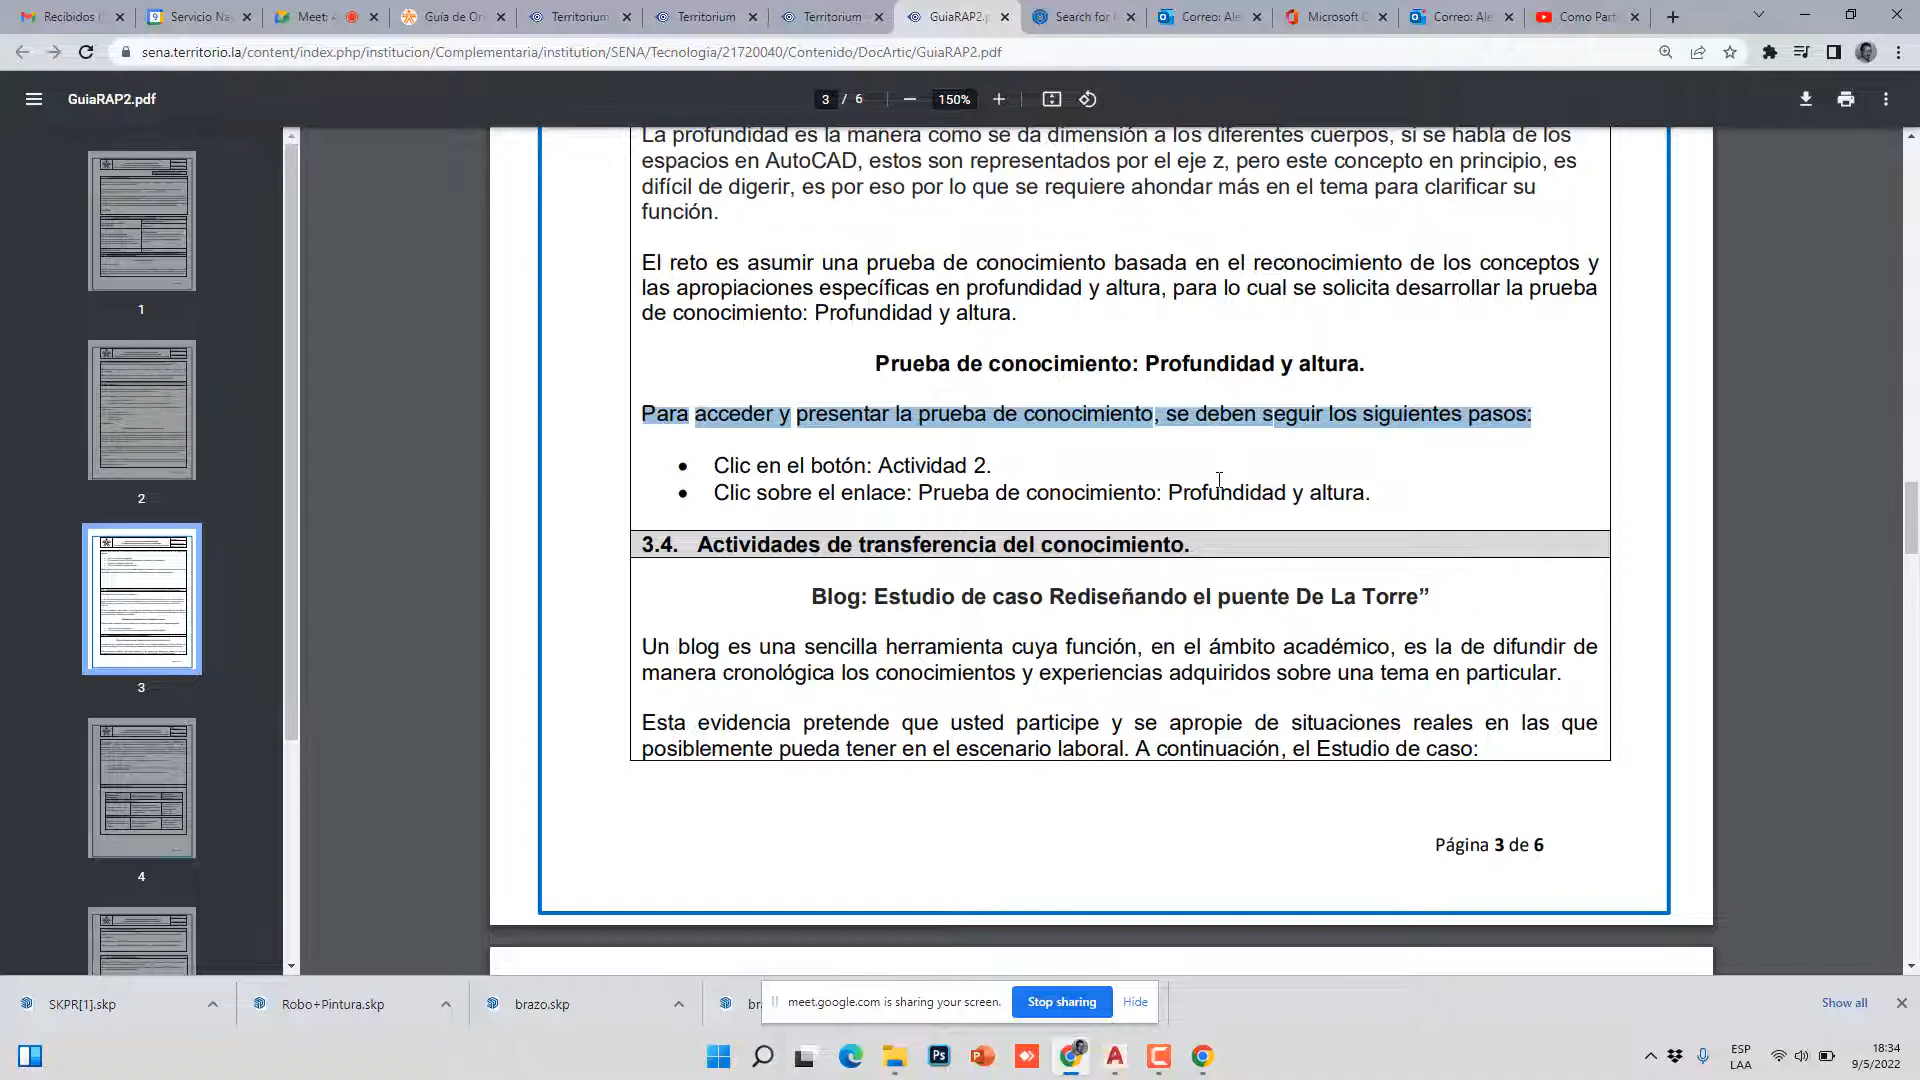 Recibidos (
Servicio Na
Meet: 4
Guía de Or
Territorium
Territorium
Territorium
GuiaRAP2.p
Search for
Correo: Ale
Microsoft O
Correo: Ale
Como Parti
sena.territorio.la/content/index.php/institucion/Complementaria/institution/SENA/Tecnologia/21720040/Contenido/DocArtic/GuiaRAP2.pdf
GuiaRAP2.pdf
3 / 6
150%
La profundidad es la manera como se da dimensión a los diferentes cuerpos, si se habla de los
espacios en AutoCAD, estos son representados por el eje z, pero este concepto en principio, es
difícil de digerir, es por eso por lo que se requiere ahondar más en el tema para clarificar su
función.
El reto es asumir una prueba de conocimiento basada en el reconocimiento de los conceptos y
las apropiaciones específicas en profundidad y altura, para lo cual se solicita desarrollar la prueba
de conocimiento: Profundidad y altura.
Prueba de conocimiento: Profundidad y altura.
Para acceder y presentar la prueba de conocimiento, se deben seguir los siguientes pasos:
• Clic en el botón: Actividad 2.
• Clic sobre el enlace: Prueba de conocimiento: Profundidad y altura.
3.4. Actividades de transferencia del conocimiento.
Blog: Estudio de caso Rediseñando el puente De La Torre”
Un blog es una sencilla herramienta cuya función, en el ámbito académico, es la de difundir de
manera cronológica los conocimientos y experiencias adquiridos sobre una tema en particular.
Esta evidencia pretende que usted participe y se apropie de situaciones reales en las que
posiblemente pueda tener en el escenario laboral. A continuación, el Estudio de caso:
Página 3 de 6
1
2
3
4
SKPR[1].skp
Robo+Pintura.skp
brazo.skp
meet.google.com is sharing your screen.
Stop sharing
Hide
Show all
ESP
LAA
18:34
9/5/2022